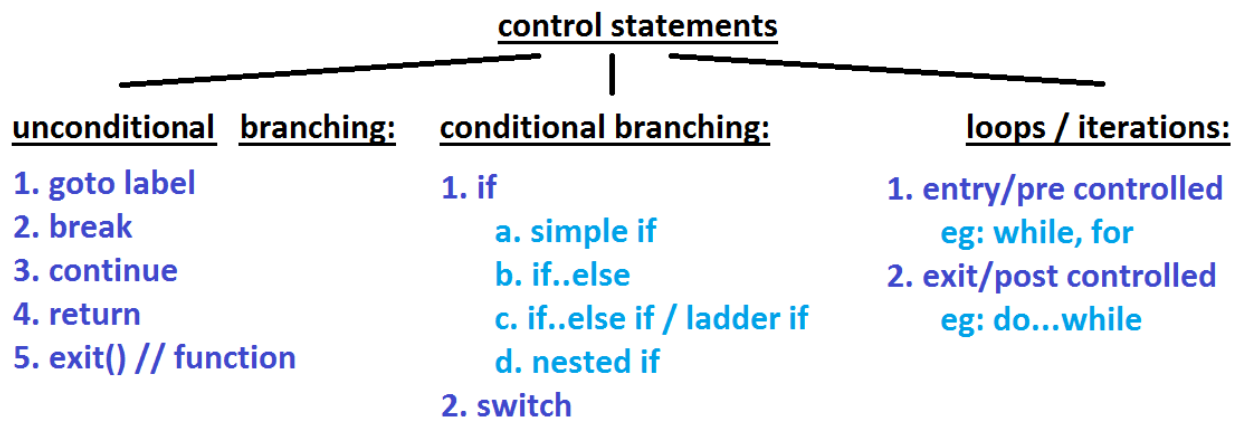 control statements
unconditional branching:
1. goto label
2. break
3. continue
4. return
5. exit() // function
conditional branching:
1. if
a. simple if
b. if..else
c. if..else if / ladder if
d. nested if
2. switch
loops / iterations:
1. entry/pre controlled
eg: while, for
2. exit/post controlled
eg: do...while